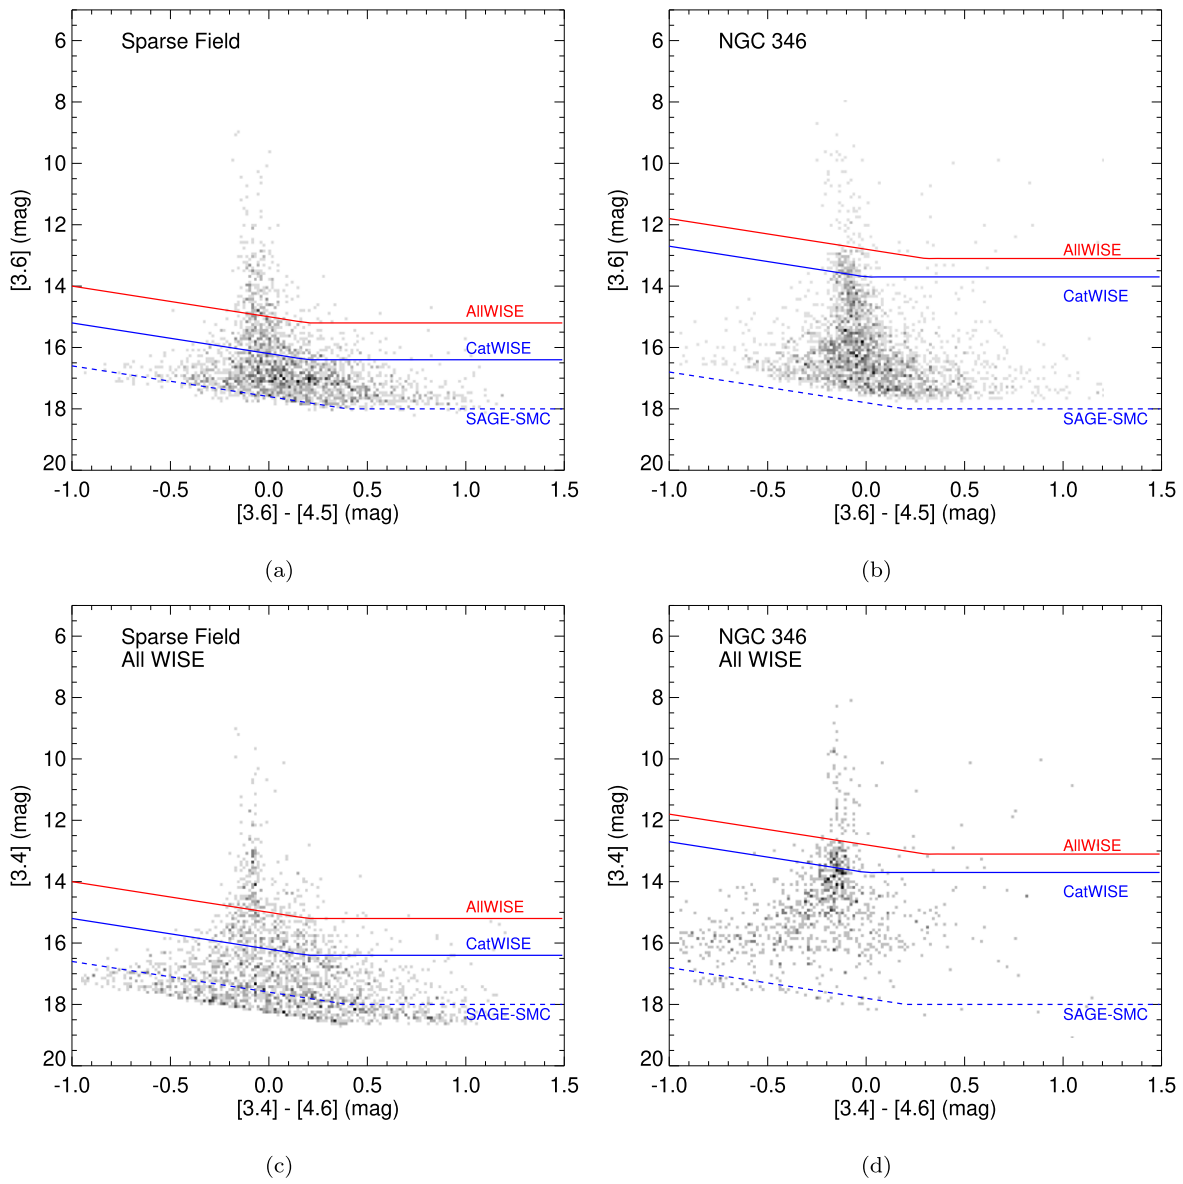 Sparse Field
6
8
10
12
14
16
18
20
[3.6] (mag)
AllWISE
CatWISE
SAGE-SMC
-1.0 -0.5 0.0 0.5 1.0 1.5
[3.6] - [4.5] (mag)
(a)
NGC 346
6
8
10
12
14
16
18
20
[3.6] (mag)
AllWISE
CatWISE
SAGE-SMC
-1.0 -0.5 0.0 0.5 1.0 1.5
[3.6] - [4.5] (mag)
(b)
Sparse Field
All WISE
6
8
10
12
14
16
18
20
[3.4] (mag)
AllWISE
CatWISE
SAGE-SMC
-1.0 -0.5 0.0 0.5 1.0 1.5
[3.4] - [4.6] (mag)
(c)
NGC 346
All WISE
6
8
10
12
14
16
18
20
[3.4] (mag)
AllWISE
CatWISE
SAGE-SMC
-1.0 -0.5 0.0 0.5 1.0 1.5
[3.4] - [4.6] (mag)
(d)